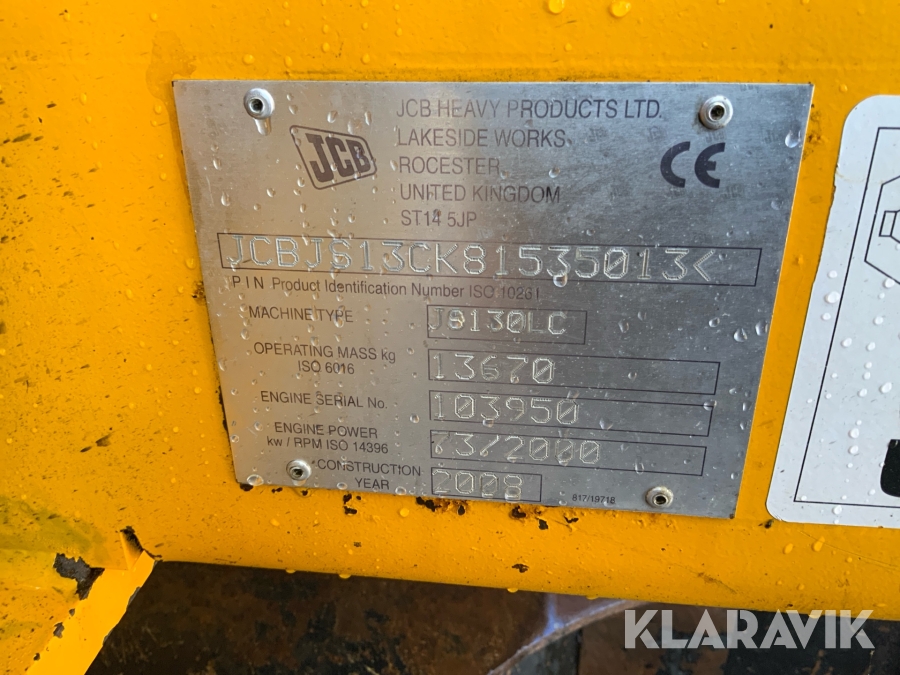 JCB
JCB HEAVY PRODUCTS LTD.
LAKESIDE WORKS,
ROCESTER,
UNITED KINGDOM
ST14 5JP
CE
JCBJS13CK81535013<
PIN Product Identification Number ISO 10261
MACHINE TYPE JS130LC
OPERATING MASS kg
ISO 6016
13670
ENGINE SERIAL No. 103950
ENGINE POWER
kw / RPM ISO 14396
73/2000
CONSTRUCTION
YEAR
2008
817/19718
KLARAVIK